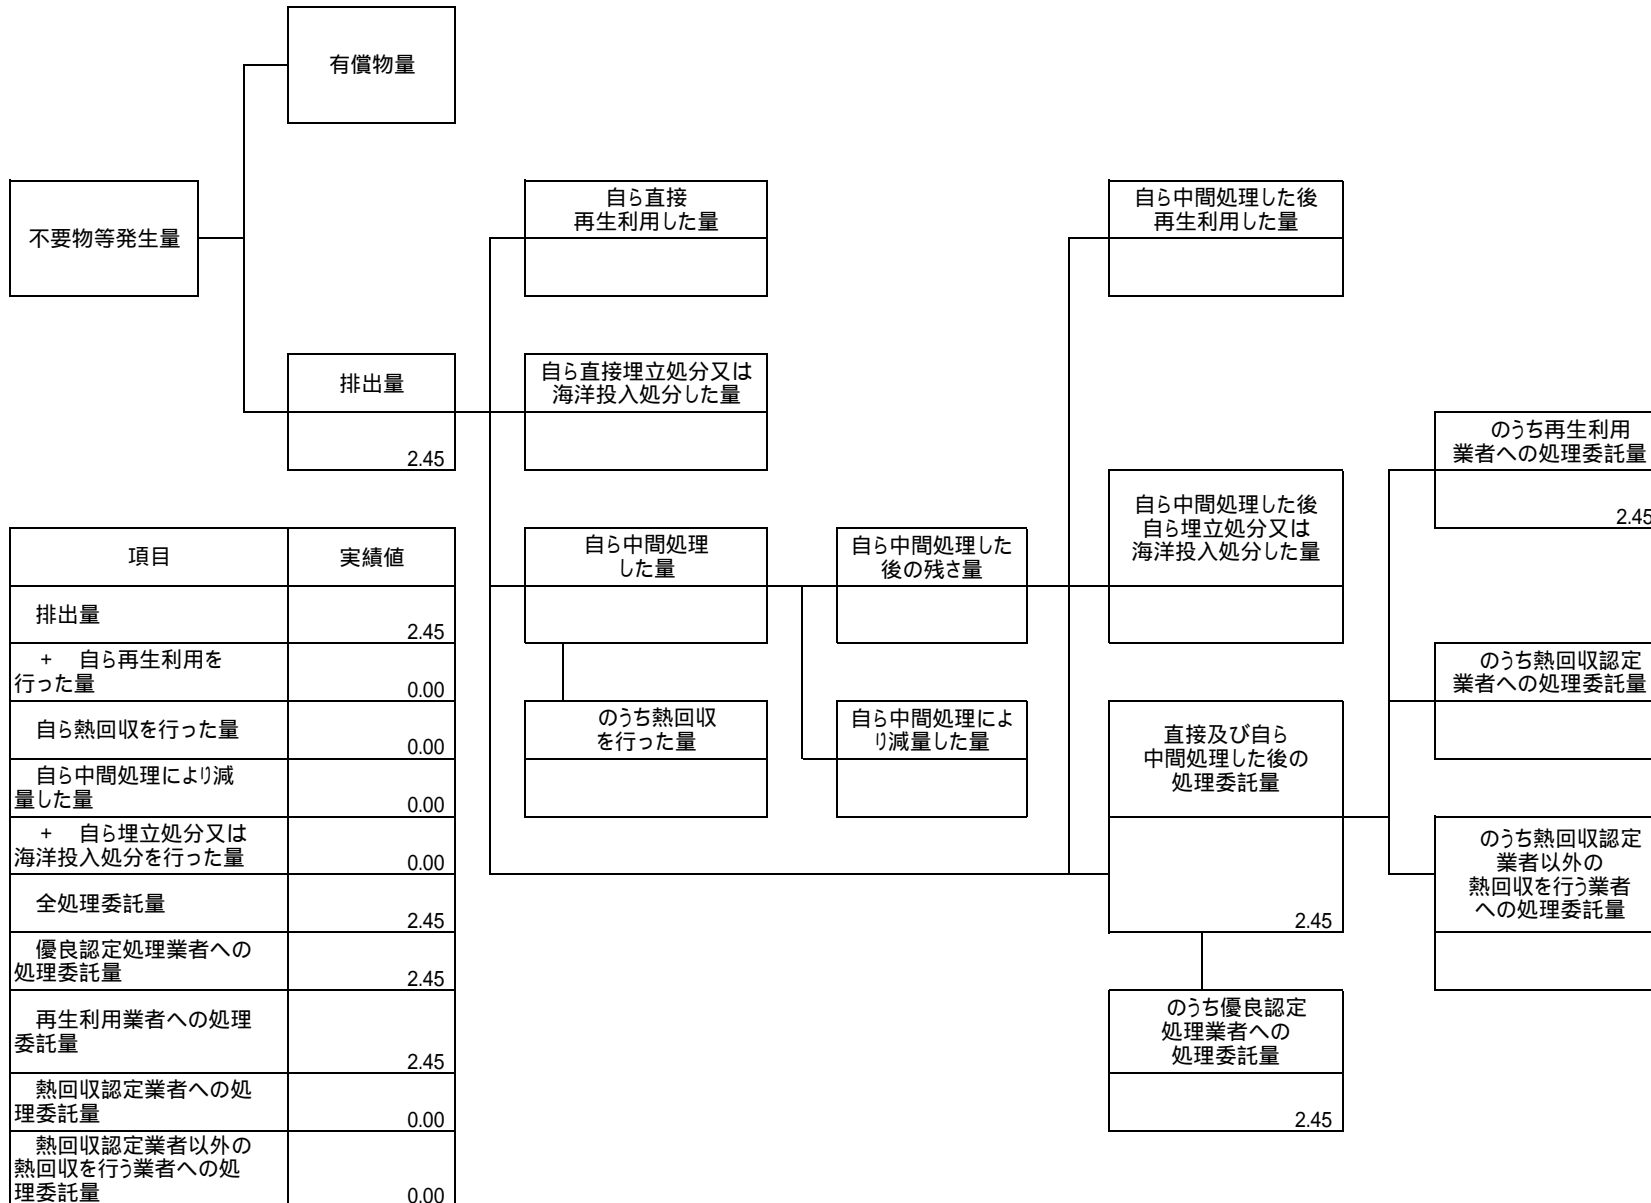 有償物量
不要物等発生量
自ら直接
再生利用した量
自ら中間処理した後
再生利用した量
排出量
2.45
自ら直接埋立処分又は
海洋投入処分した量
のうち再生利用
業者への処理委託量
2.45
自ら中間処理した後
自ら埋立処分又は
海洋投入処分した量
自ら中間処理
した量
自ら中間処理した
後の残さ量
のうち熱回収認定
業者への処理委託量
のうち熱回収
を行った量
自ら中間処理によ
り減量した量
直接及び自ら
中間処理した後の
処理委託量
2.45
のうち熱回収認定
業者以外の
熱回収を行う業者
への処理委託量
のうち優良認定
処理業者への
処理委託量
2.45
項目 実績値
排出量 2.45
+ 自ら再生利用を
行った量 0.00
自ら熱回収を行った量 0.00
自ら中間処理により減
量した量 0.00
+ 自ら埋立処分又は
海洋投入処分を行った量 0.00
全処理委託量 2.45
優良認定処理業者への
処理委託量 2.45
再生利用業者への処理
委託量 2.45
熱回収認定業者への処
理委託量 0.00
熱回収認定業者以外の
熱回収を行う業者への処
理委託量 0.00